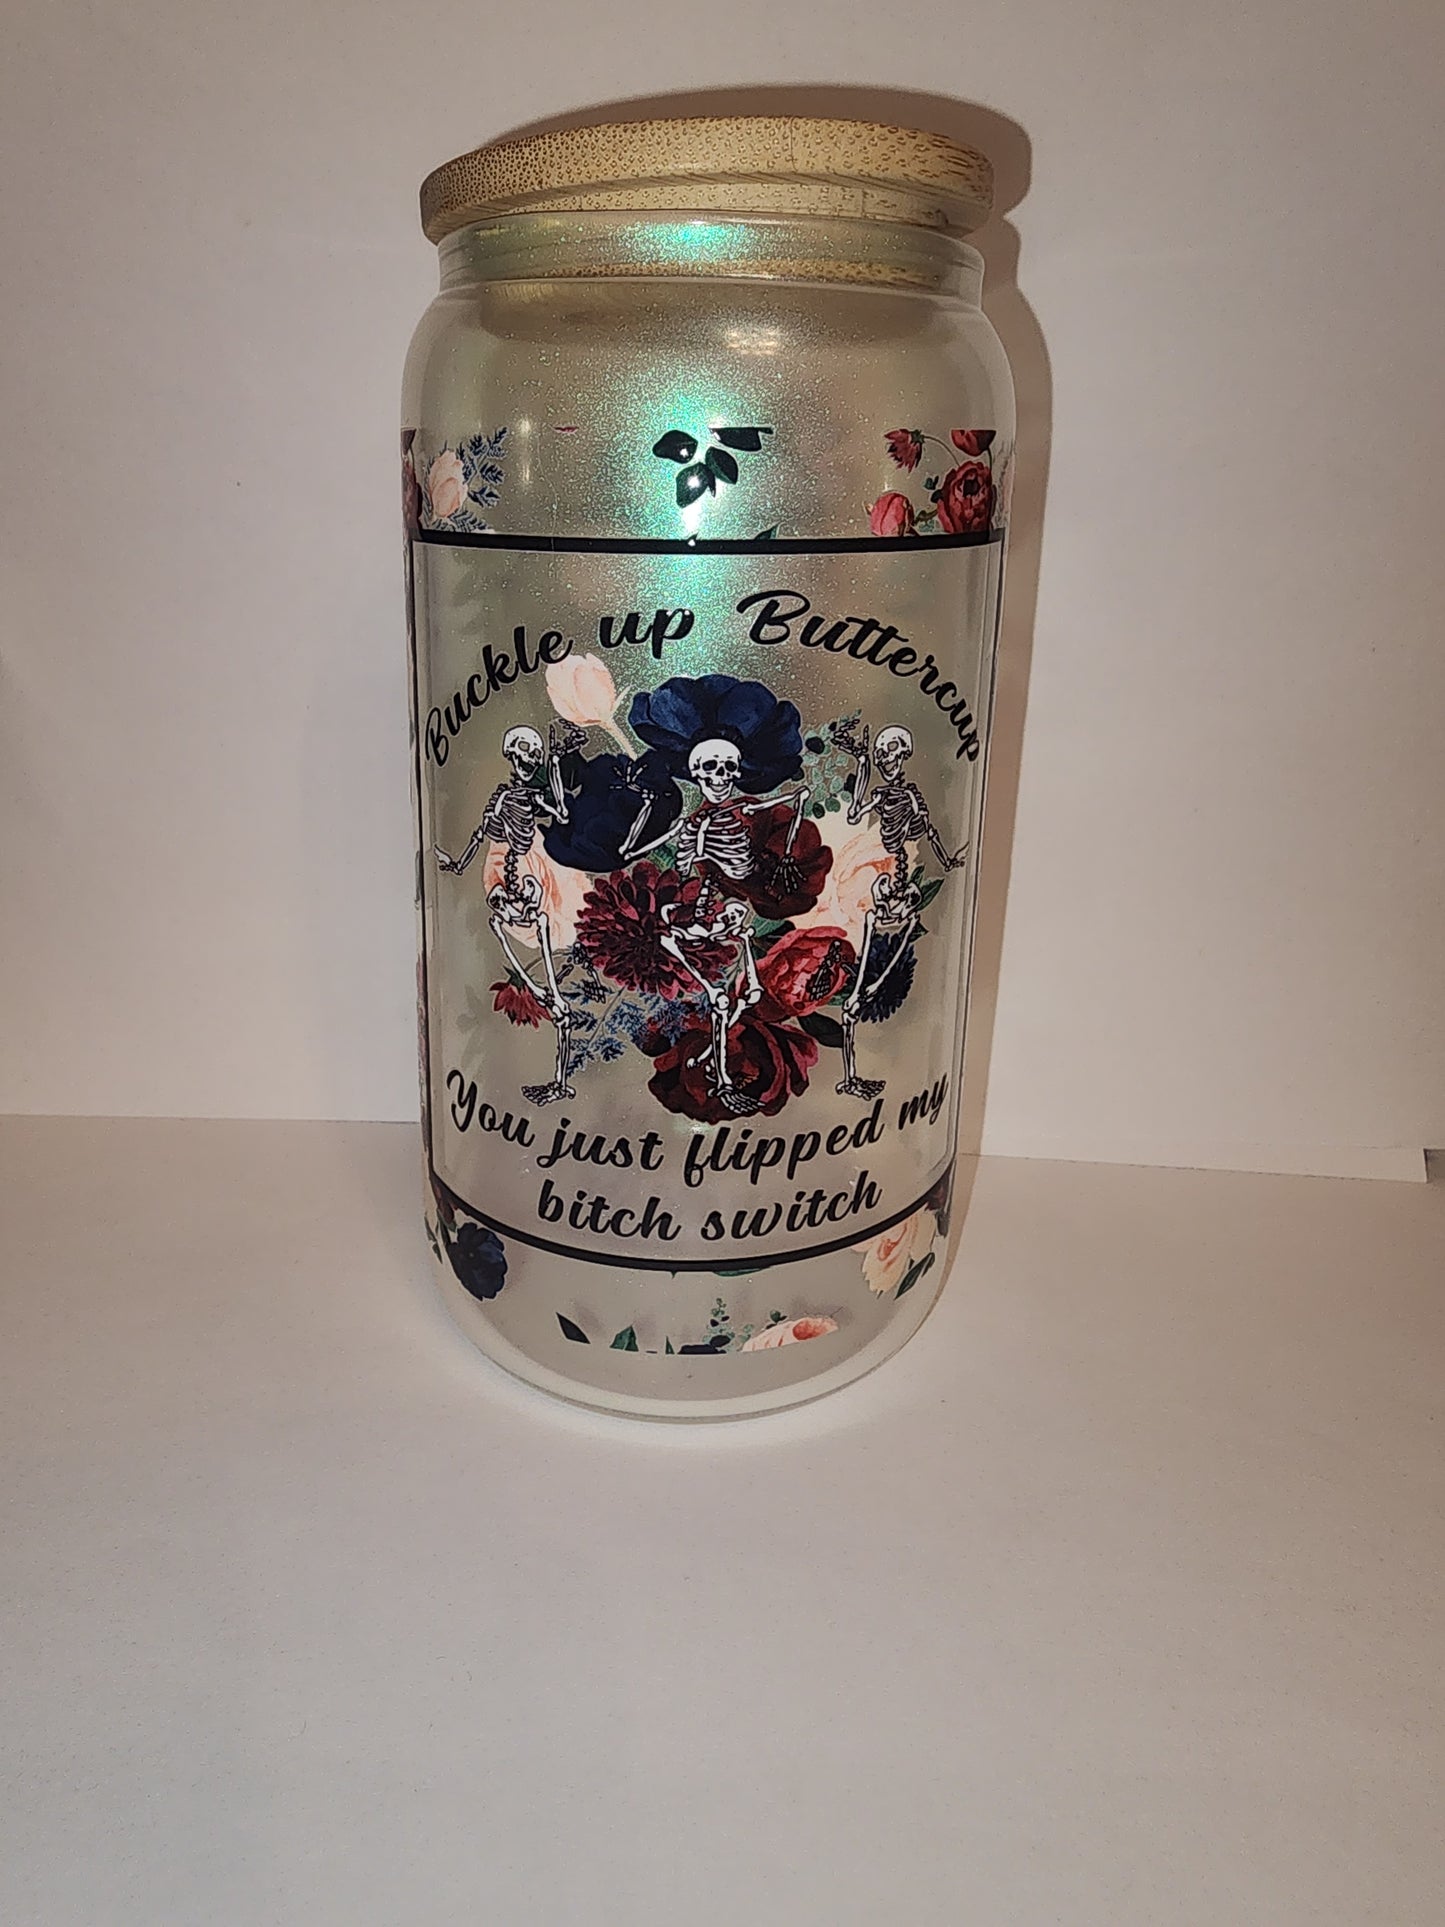 Buckle up Buttercup
You just flipped my
bitch switch